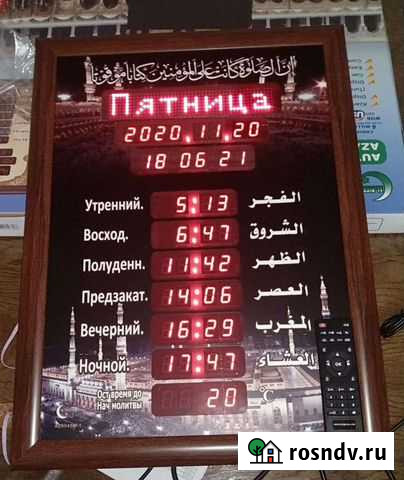 إن الصلوة كانت على المؤمنين كتابا موقوتا
Пятница
2020.11.20
18 06 21
Утренний. 5:13 الفجر
Восход. 6:47 الشروق
Полуденн. 11:42 الظهر
Предзакат. 14:06 العصر
Вечерний. 16:29 المغرب
Ночной. 17:47 العشاء
Ост время до
Нач молитвы 20 °C
rosndv.ru